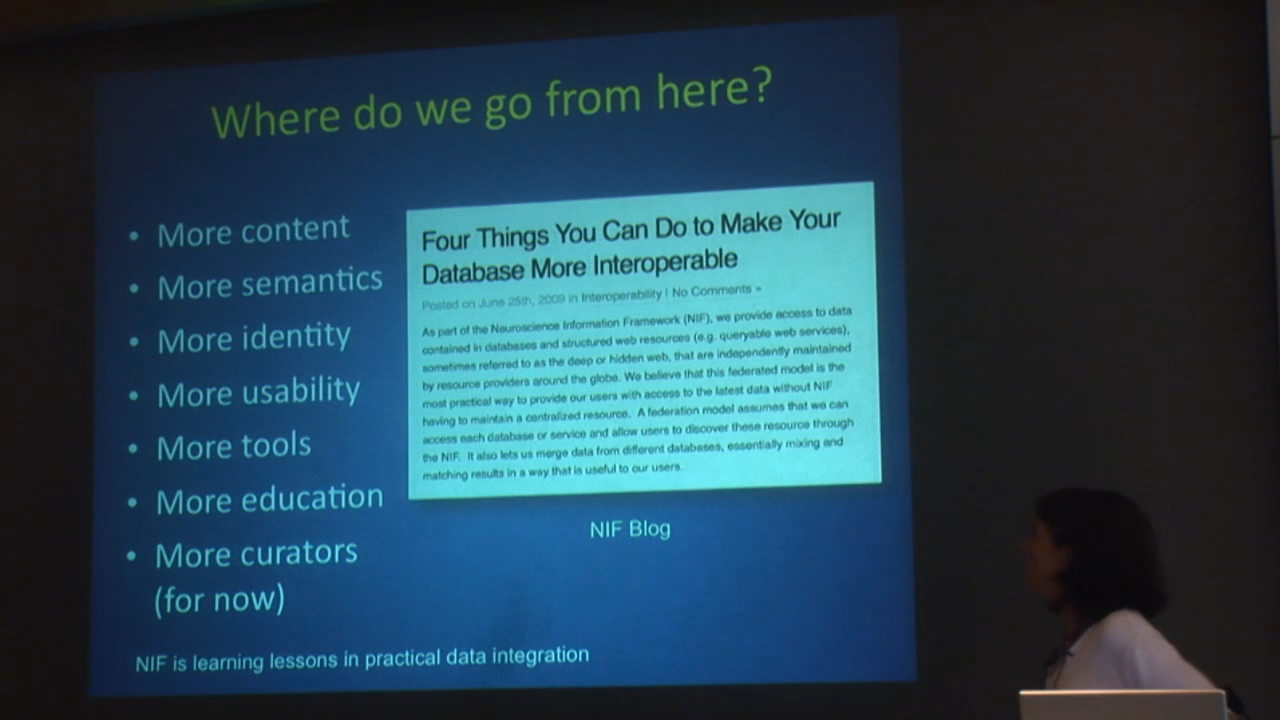 Where do we go from here?
• More content
• More semantics
• More identity
• More usability
• More tools
• More education
• More curators
(for now)
Four Things You Can Do to Make Your
Database More Interoperable
Posted on June 25th, 2009 in Interoperability | No Comments »
As part of the Neuroscience Information Framework (NIF), we provide access to data
contained in databases and structured web resources (e.g. queryable web services),
sometimes referred to as the deep or hidden web, that are independently maintained
by resource providers around the globe. We believe that this federated model is the
most practical way to provide our users with access to the latest data without NIF
having to maintain a centralized resource. A federation model assumes that we can
access each database or service and allow users to discover these resource through
the NIF. It also lets us merge data from different databases, essentially mixing and
matching results in a way that is useful to our users.
NIF Blog
NIF is learning lessons in practical data integration